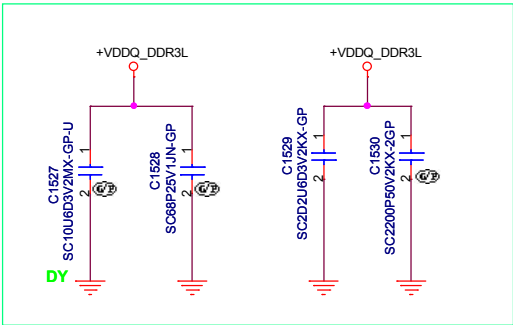 +VDDQ_DDR3L
+VDDQ_DDR3L
C1527
SC10U6D3V2MX-GP-U
1
2
G/P
C1528
SC68P25V1JN-GP
1
2
G/P
C1529
SC2D2U6D3V2KX-GP
1
2
C1530
SC2200P50V2KX-2GP
1
2
G/P
DY